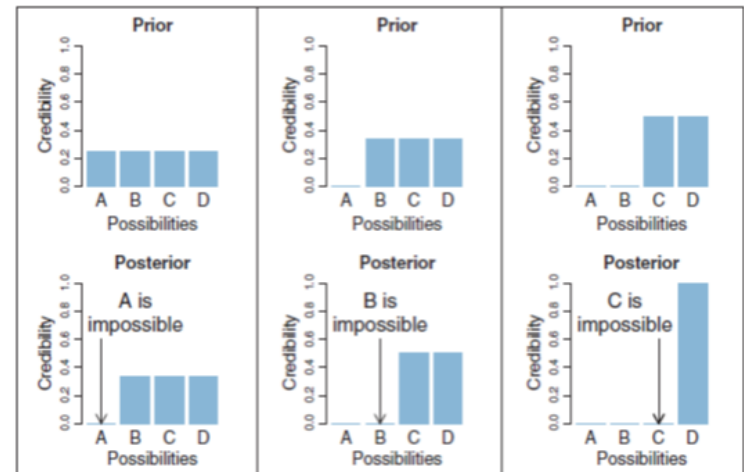 Prior
Credibility
0.0 0.2 0.4 0.6 0.8 1.0
A B C D
Possibilities
Prior
Credibility
0.0 0.2 0.4 0.6 0.8 1.0
A B C D
Possibilities
Prior
Credibility
0.0 0.2 0.4 0.6 0.8 1.0
A B C D
Possibilities
Posterior
Credibility
0.0 0.2 0.4 0.6 0.8 1.0
A is
impossible
A B C D
Possibilities
Posterior
Credibility
0.0 0.2 0.4 0.6 0.8 1.0
B is
impossible
A B C D
Possibilities
Posterior
Credibility
0.0 0.2 0.4 0.6 0.8 1.0
C is
impossible
A B C D
Possibilities